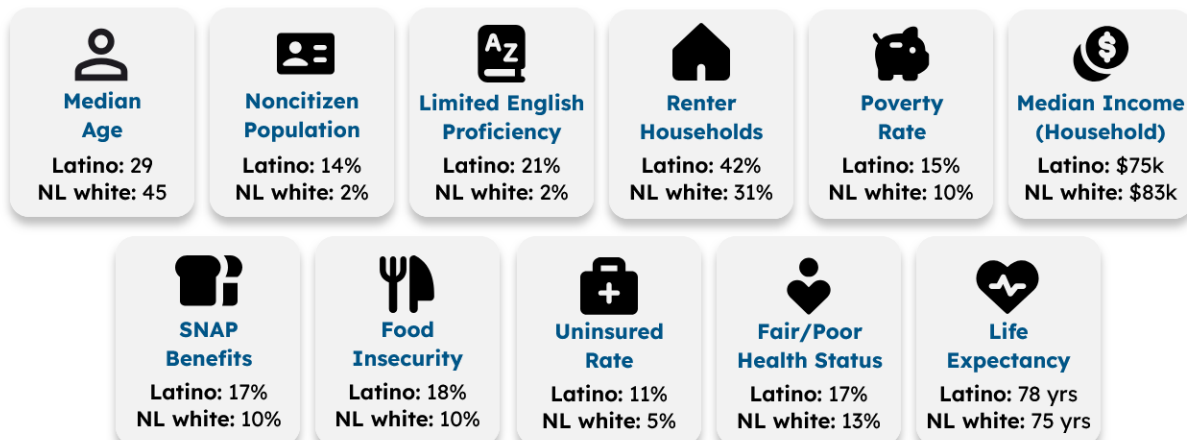 A Z
$
Median
Age
Latino: 29
NL white: 45
Noncitizen
Population
Latino: 14%
NL white: 2%
Limited English
Proficiency
Latino: 21%
NL white: 2%
Renter
Households
Latino: 42%
NL white: 31%
Poverty
Rate
Latino: 15%
NL white: 10%
Median Income
(Household)
Latino: $75k
NL white: $83k
SNAP
Benefits
Latino: 17%
NL white: 10%
Food
Insecurity
Latino: 18%
NL white: 10%
Uninsured
Rate
Latino: 11%
NL white: 5%
Fair/Poor
Health Status
Latino: 17%
NL white: 13%
Life
Expectancy
Latino: 78 yrs
NL white: 75 yrs